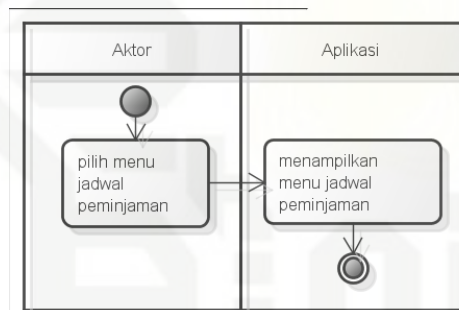 Aktor
Aplikasi
pilih menu
jadwal
peminjaman
menampilkan
menu jadwal
peminjaman